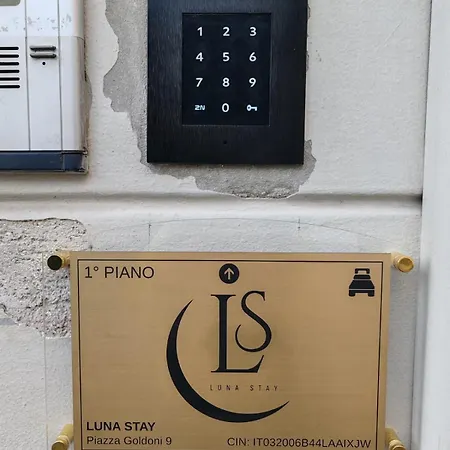 1 2 3
4 5 6
7 8 9
2N 0
1° PIANO
LS
LUNA STAY
LUNA STAY
Piazza Goldoni 9
CIN: IT032006B44LAAIXJW